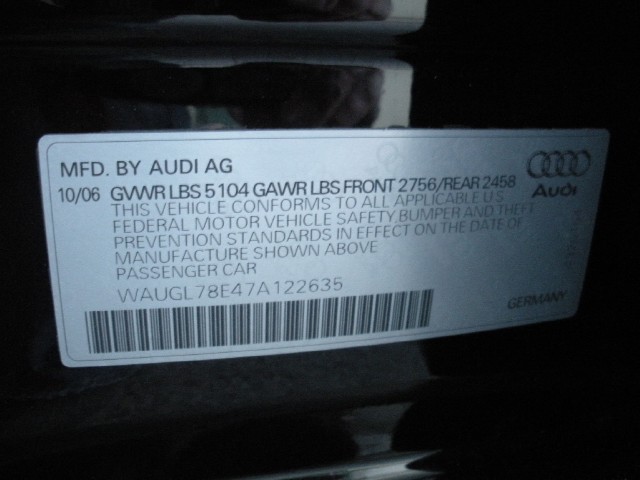 MFD. BY AUDI AG
10/06 GVWR LBS 5104 GAWR LBS FRONT 2756/REAR 2458
THIS VEHICLE CONFORMS TO ALL APPLICABLE U.S
FEDERAL MOTOR VEHICLE SAFETY BUMPER AND THEFT
PREVENTION STANDARDS IN EFFECT ON THE DATE OF
MANUFACTURE SHOWN ABOVE
PASSENGER CAR
WAUGL78E47A122635
Audi
GERMANY